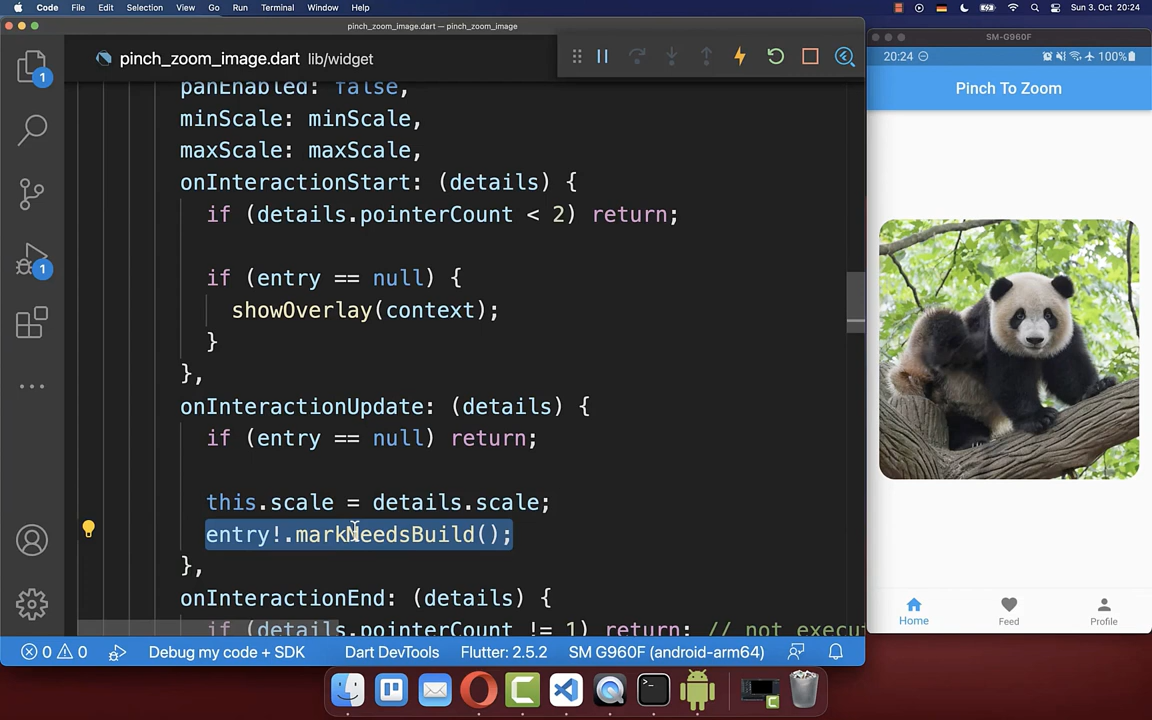 Code File Edit Selection View Go Run Terminal Window Help Sun 3. Oct 20:24
pinch_zoom_image.dart — pinch_zoom_image
SM-G960F
pinch_zoom_image.dart lib/widget
20:24 100%
Pinch To Zoom
panEnabled: false,
minScale: minScale,
maxScale: maxScale,
onInteractionStart: (details) {
if (details.pointerCount < 2) return;
if (entry == null) {
showOverlay(context);
}
},
onInteractionUpdate: (details) {
if (entry == null) return;
this.scale = details.scale;
entry!.markNeedsBuild();
},
onInteractionEnd: (details) {
if (details.pointerCount != 1) return; // not execu
1
1
Home Feed Profile
0 0 Debug my code + SDK Dart DevTools Flutter: 2.5.2 SM G960F (android-arm64)